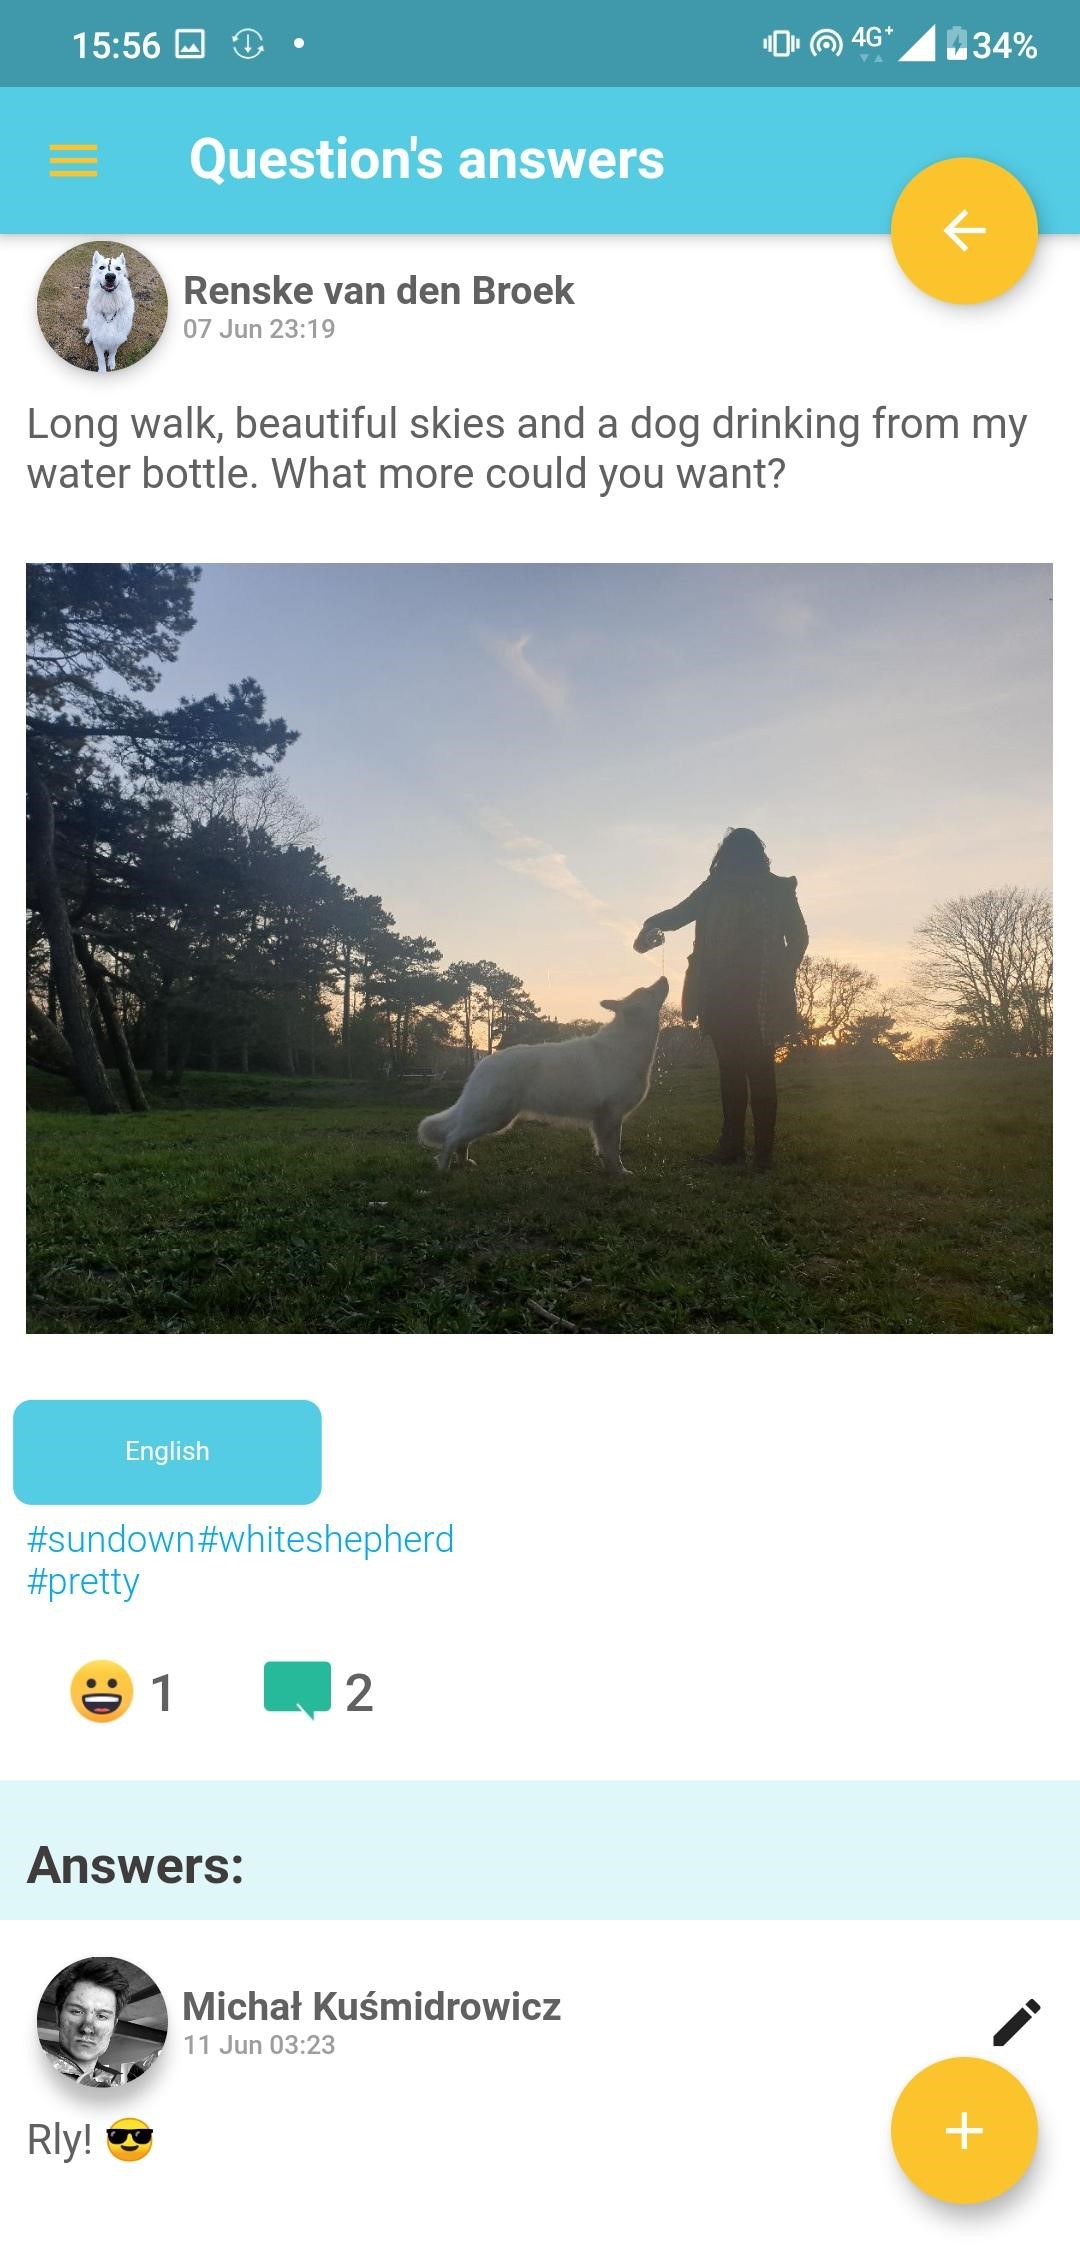 15:56
4G+
34%
Question's answers
Renske van den Broek
07 Jun 23:19
Long walk, beautiful skies and a dog drinking from my
water bottle. What more could you want?
English
#sundown#whiteshepherd
#pretty
😀 1 2
Answers:
Michał Kuśmidrowicz
11 Jun 03:23
Rly! 😎